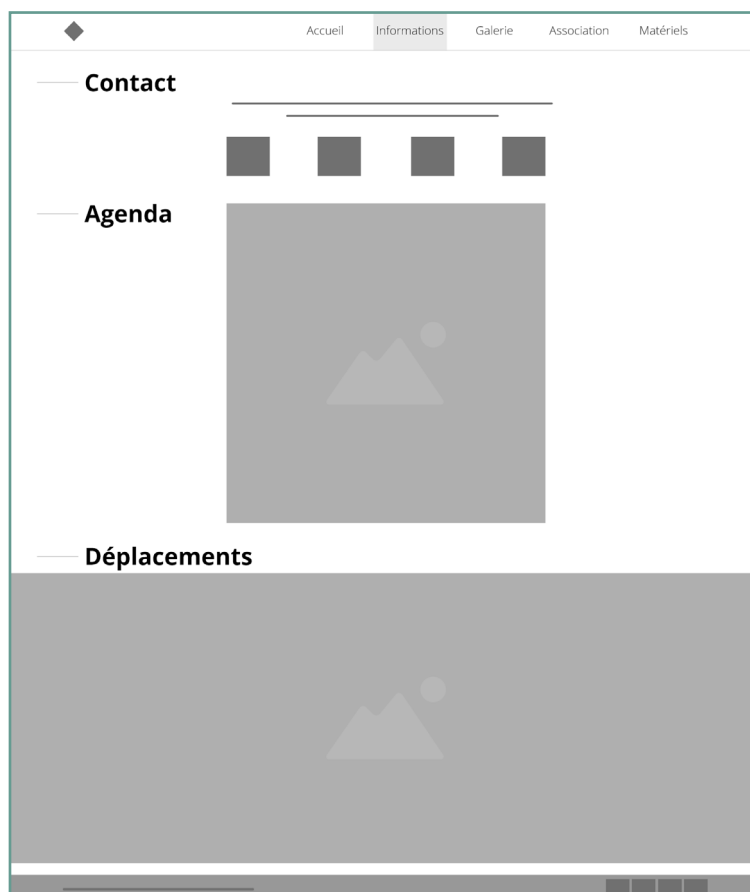 Accueil Informations Galerie Association Matériels
Contact
Agenda
Déplacements